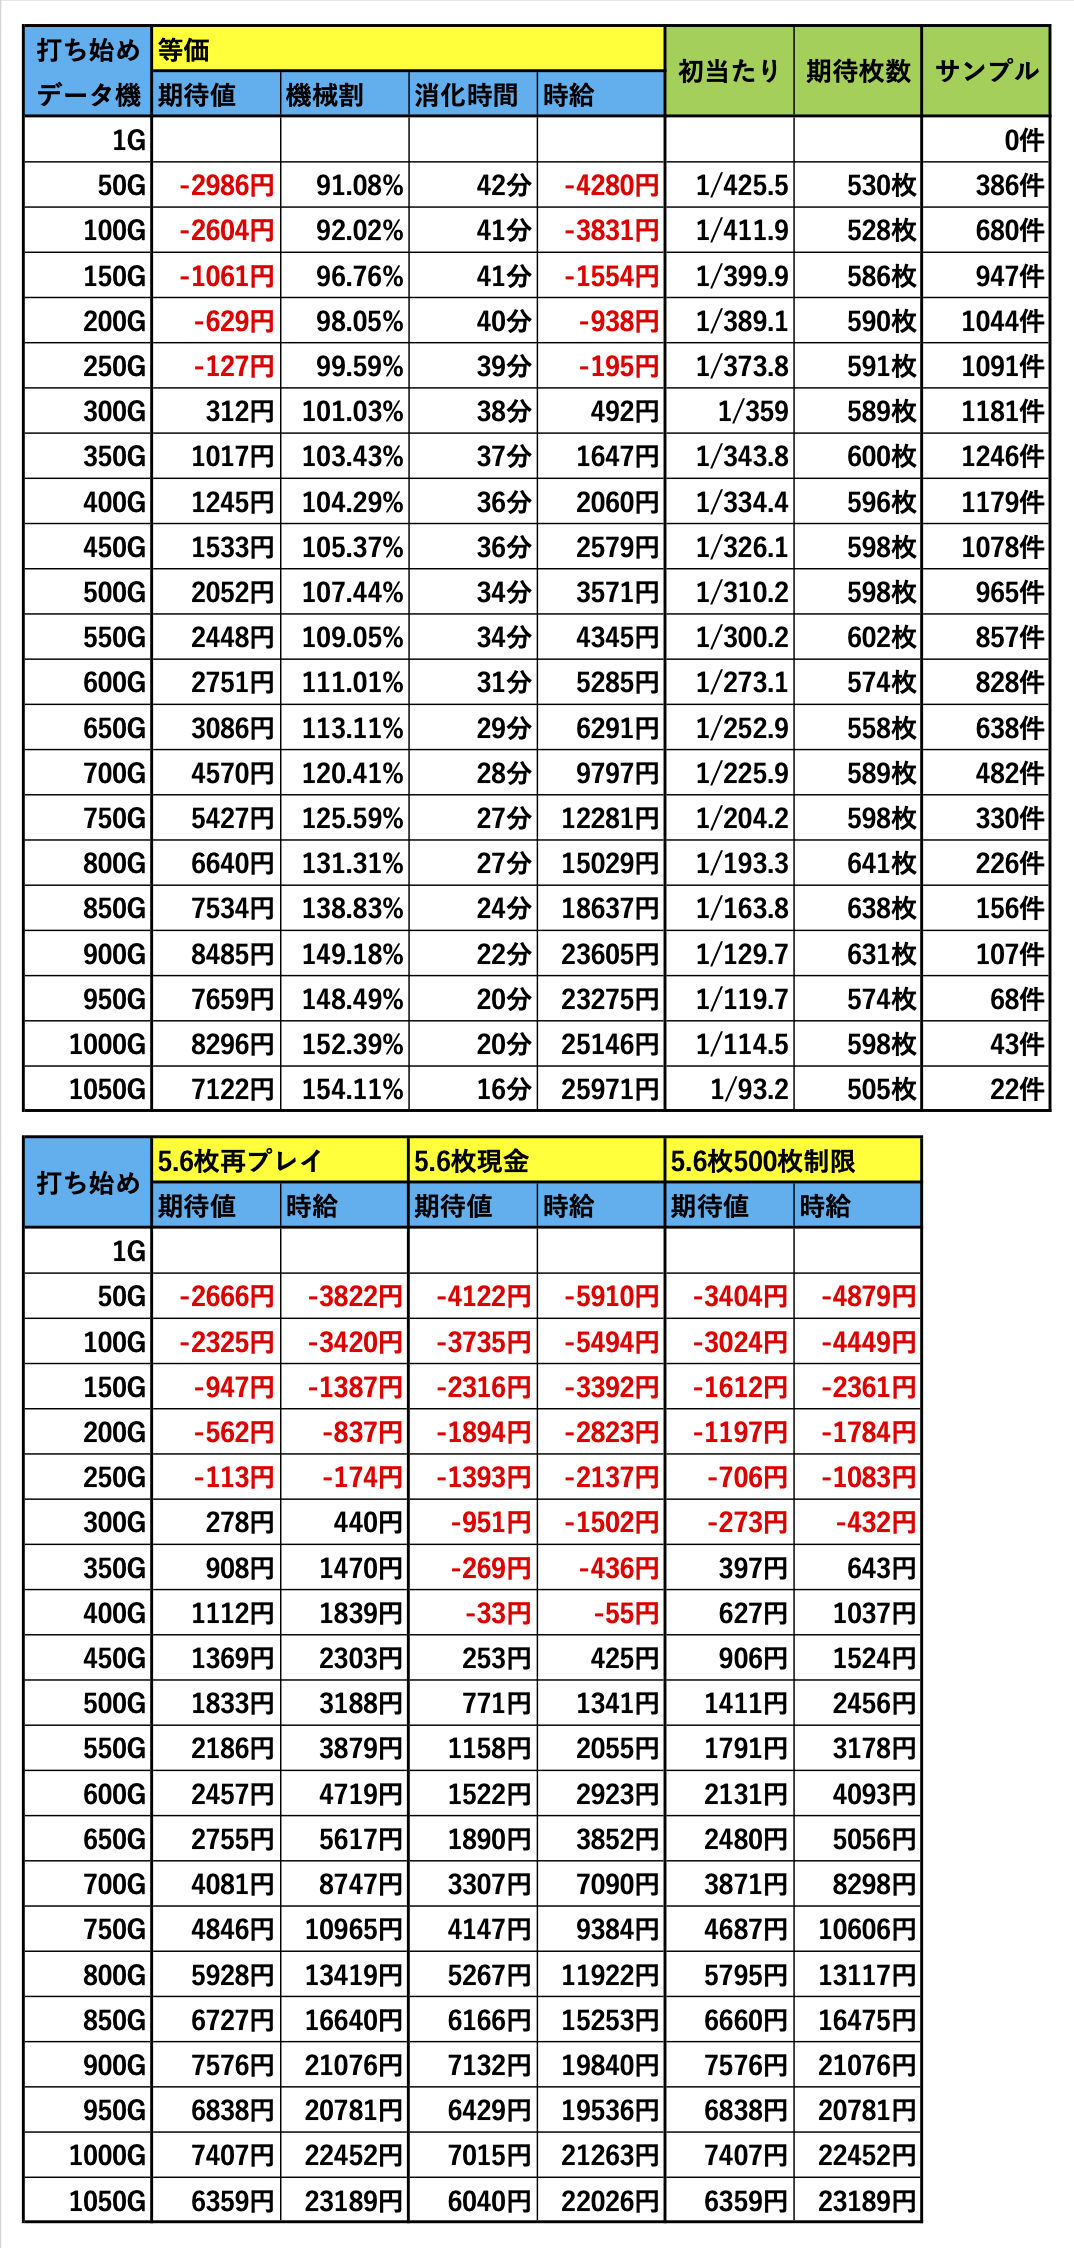 打ち始め 等価 初当たり 期待枚数 サンプル
データ機 期待値 機械割 消化時間 時給
1G 0件
50G -2986円 91.08% 42分 -4280円 1/425.5 530枚 386件
100G -2604円 92.02% 41分 -3831円 1/411.9 528枚 680件
150G -1061円 96.76% 41分 -1554円 1/399.9 586枚 947件
200G -629円 98.05% 40分 -938円 1/389.1 590枚 1044件
250G -127円 99.59% 39分 -195円 1/373.8 591枚 1091件
300G 312円 101.03% 38分 492円 1/359 589枚 1181件
350G 1017円 103.43% 37分 1647円 1/343.8 600枚 1246件
400G 1245円 104.29% 36分 2060円 1/334.4 596枚 1179件
450G 1533円 105.37% 36分 2579円 1/326.1 598枚 1078件
500G 2052円 107.44% 34分 3571円 1/310.2 598枚 965件
550G 2448円 109.05% 34分 4345円 1/300.2 602枚 857件
600G 2751円 111.01% 31分 5285円 1/273.1 574枚 828件
650G 3086円 113.11% 29分 6291円 1/252.9 558枚 638件
700G 4570円 120.41% 28分 9797円 1/225.9 589枚 482件
750G 5427円 125.59% 27分 12281円 1/204.2 598枚 330件
800G 6640円 131.31% 27分 15029円 1/193.3 641枚 226件
850G 7534円 138.83% 24分 18637円 1/163.8 638枚 156件
900G 8485円 149.18% 22分 23605円 1/129.7 631枚 107件
950G 7659円 148.49% 20分 23275円 1/119.7 574枚 68件
1000G 8296円 152.39% 20分 25146円 1/114.5 598枚 43件
1050G 7122円 154.11% 16分 25971円 1/93.2 505枚 22件
打ち始め 5.6枚再プレイ 5.6枚現金 5.6枚500枚制限
期待値 時給 期待値 時給 期待値 時給
1G
50G -2666円 -3822円 -4122円 -5910円 -3404円 -4879円
100G -2325円 -3420円 -3735円 -5494円 -3024円 -4449円
150G -947円 -1387円 -2316円 -3392円 -1612円 -2361円
200G -562円 -837円 -1894円 -2823円 -1197円 -1784円
250G -113円 -174円 -1393円 -2137円 -706円 -1083円
300G 278円 440円 -951円 -1502円 -273円 -432円
350G 908円 1470円 -269円 -436円 397円 643円
400G 1112円 1839円 -33円 -55円 627円 1037円
450G 1369円 2303円 253円 425円 906円 1524円
500G 1833円 3188円 771円 1341円 1411円 2456円
550G 2186円 3879円 1158円 2055円 1791円 3178円
600G 2457円 4719円 1522円 2923円 2131円 4093円
650G 2755円 5617円 1890円 3852円 2480円 5056円
700G 4081円 8747円 3307円 7090円 3871円 8298円
750G 4846円 10965円 4147円 9384円 4687円 10606円
800G 5928円 13419円 5267円 11922円 5795円 13117円
850G 6727円 16640円 6166円 15253円 6660円 16475円
900G 7576円 21076円 7132円 19840円 7576円 21076円
950G 6838円 20781円 6429円 19536円 6838円 20781円
1000G 7407円 22452円 7015円 21263円 7407円 22452円
1050G 6359円 23189円 6040円 22026円 6359円 23189円